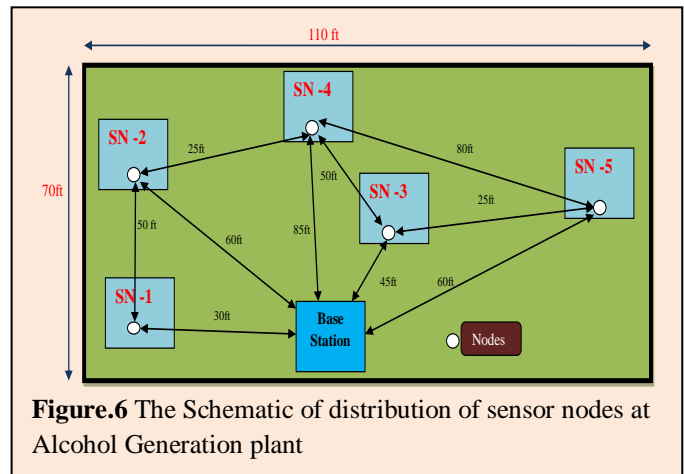 110 ft
SN -4
SN -2
25ft
80ft
SN -5
50ft
SN -3
70ft
25ft
50 ft
60ft
85ft
45ft
60ft
SN -1
30ft
Base
Station
Nodes
Figure.6 The Schematic of distribution of sensor nodes at
Alcohol Generation plant